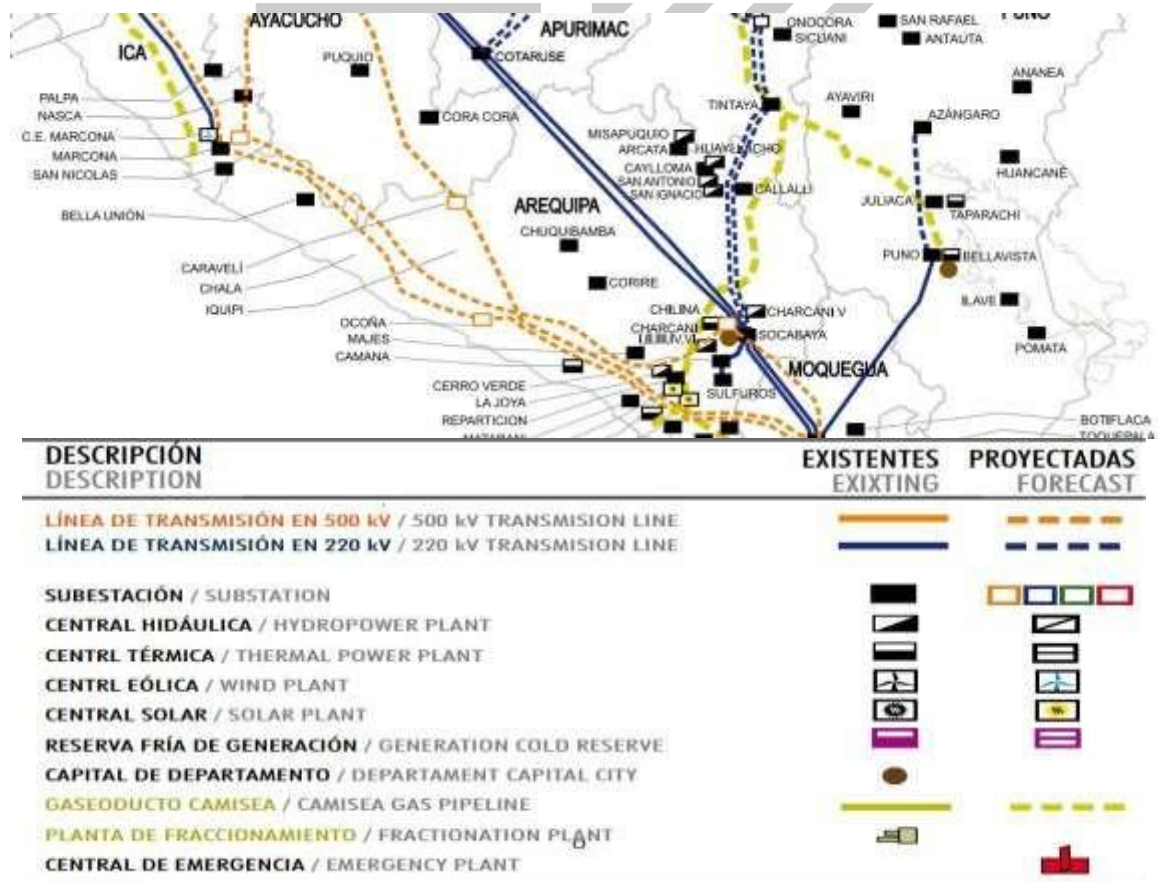 AYACUCHO
APURIMAC
PUNO
ICA
PUQUIO
COTARUSE
ONOCORA
SICUANI
SAN RAFAEL
ANTAUTA
ANANEA
PALPA
NASCA
C.E. MARCONA
MARCONA
SAN NICOLAS
CORA CORA
TINTAYA
AYAVIRI
AZÁNGARO
MISAPUQUIO
ARCATA
CAYLLOMA
SAN ANTONIO
SAN IGNACIO
CALLALLI
HUANCANÉ
BELLA UNIÓN
AREQUIPA
CHUQUIBAMBA
JULIACA
TAPARACHI
CARAVELÍ
CHALA
IQUIPI
CORIRE
PUNO
BELLAVISTA
ILAVE
OCOÑA
MAJES
CAMANA
CHILINA
CHARCANI
CHARCANI V
SOCABAYA
POMATA
MOQUEGUA
CERRO VERDE
LA JOYA
REPARTICION
SULFUROS
BOTIFLACA
DESCRIPCIÓN EXISTENTES PROYECTADAS
DESCRIPTION EXIXTING FORECAST
LÍNEA DE TRANSMISIÓN EN 500 kV / 500 kV TRANSMISION LINE
LÍNEA DE TRANSMISIÓN EN 220 kV / 220 kV TRANSMISION LINE
SUBESTACIÓN / SUBSTATION
CENTRAL HIDÁULICA / HYDROPOWER PLANT
CENTRL TÉRMICA / THERMAL POWER PLANT
CENTRL EÓLICA / WIND PLANT
CENTRAL SOLAR / SOLAR PLANT
RESERVA FRÍA DE GENERACIÓN / GENERATION COLD RESERVE
CAPITAL DE DEPARTAMENTO / DEPARTAMENT CAPITAL CITY
GASEODUCTO CAMISEA / CAMISEA GAS PIPELINE
PLANTA DE FRACCIONAMIENTO / FRACTIONATION PLANT
CENTRAL DE EMERGENCIA / EMERGENCY PLANT